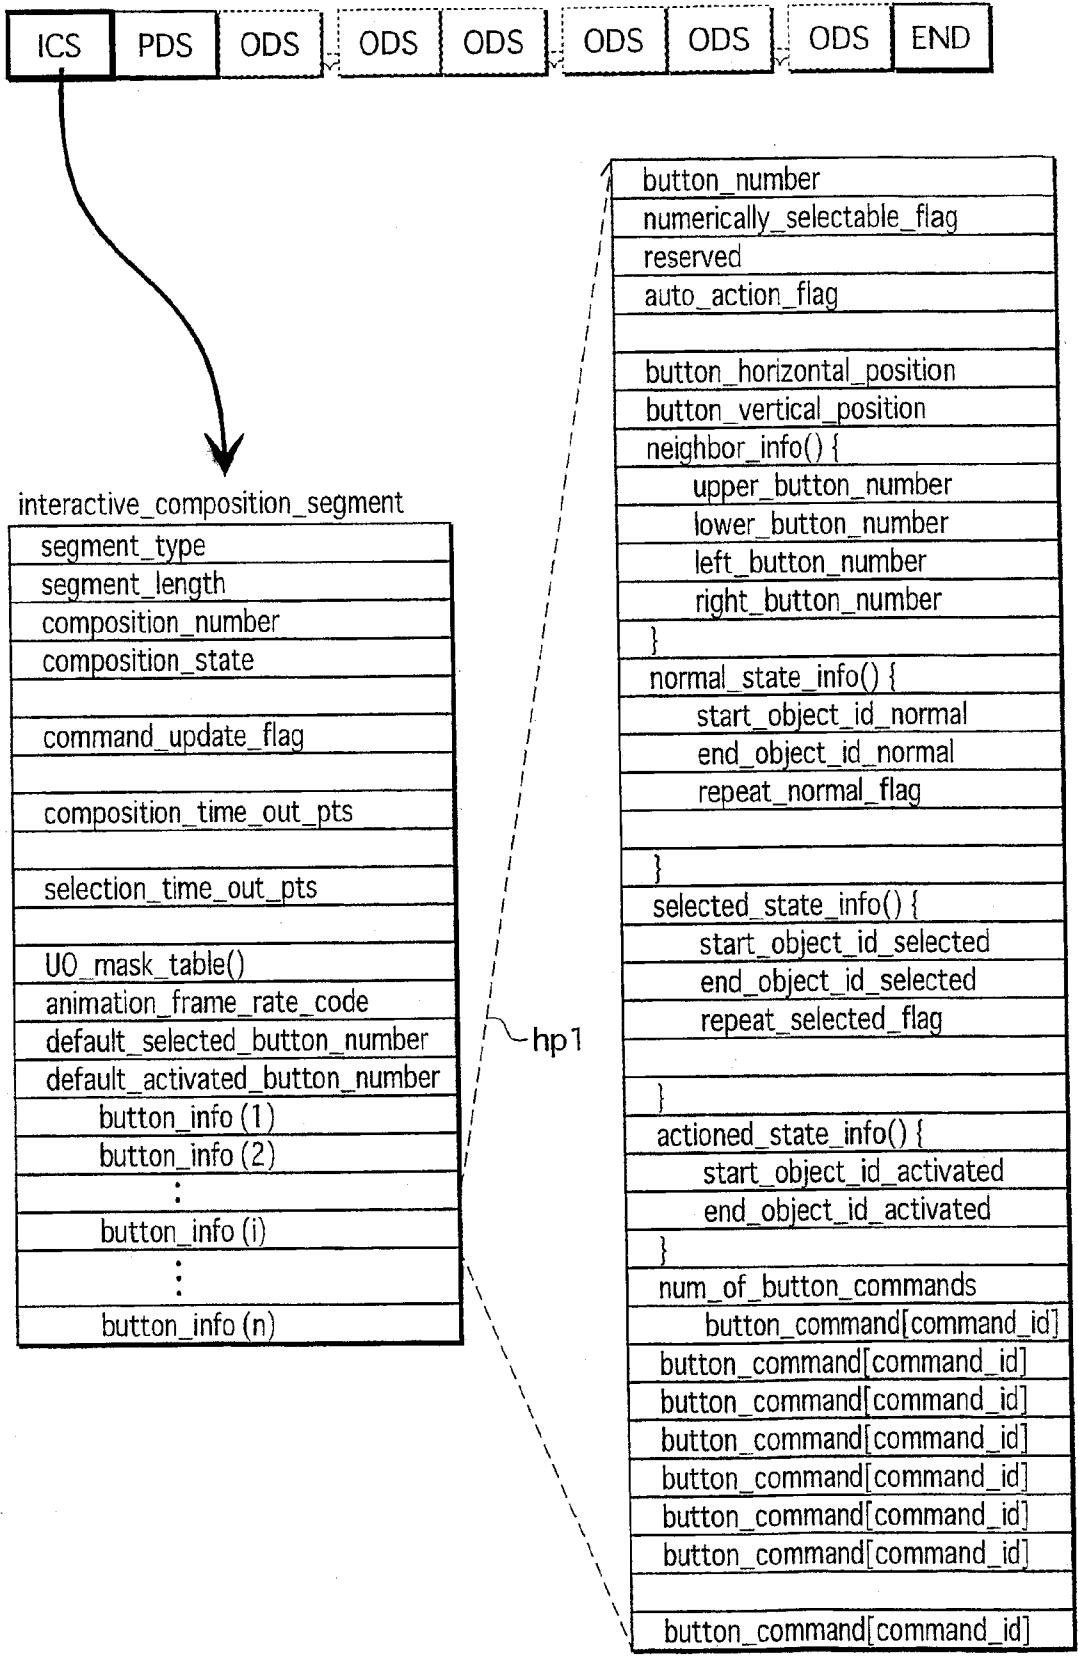 ICS PDS ODS ODS ODS ODS ODS ODS END
interactive_composition_segment
segment_type
segment_length
composition_number
composition_state
command_update_flag
composition_time_out_pts
selection_time_out_pts
UO_mask_table()
animation_frame_rate_code
default_selected_button_number
default_activated_button_number
button_info (1)
button_info (2)
⋮
button_info (i)
⋮
button_info (n)
hp1
button_number
numerically_selectable_flag
reserved
auto_action_flag
button_horizontal_position
button_vertical_position
neighbor_info() {
upper_button_number
lower_button_number
left_button_number
right_button_number
}
normal_state_info() {
start_object_id_normal
end_object_id_normal
repeat_normal_flag
}
selected_state_info() {
start_object_id_selected
end_object_id_selected
repeat_selected_flag
}
actioned_state_info() {
start_object_id_activated
end_object_id_activated
}
num_of_button_commands
button_command[command_id]
button_command[command_id]
button_command[command_id]
button_command[command_id]
button_command[command_id]
button_command[command_id]
button_command[command_id]
button_command[command_id]